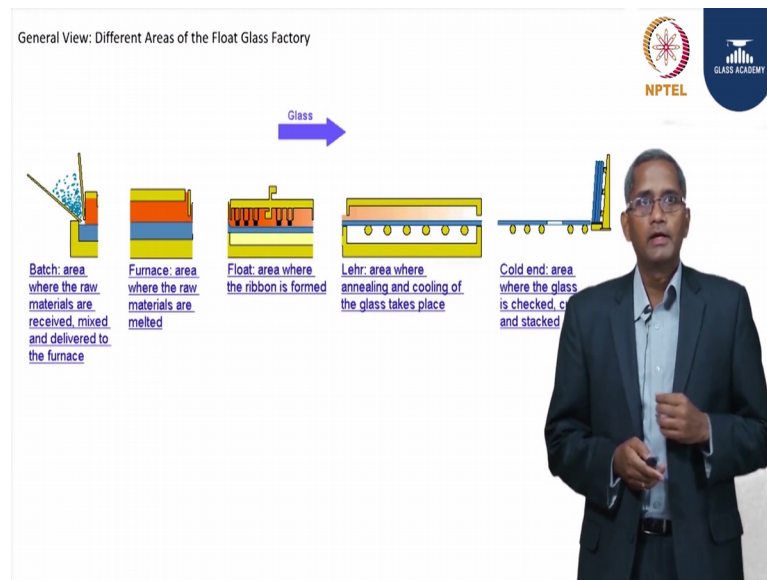 General View: Different Areas of the Float Glass Factory
NPTEL
GLASS ACADEMY
Glass
Batch: area
where the raw
materials are
received, mixed
and delivered to
the furnace
Furnace: area
where the raw
materials are
melted
Float: area where
the ribbon is formed
Lehr: area where
annealing and cooling of
the glass takes place
Cold end: area
where the glass
is checked,
and stacked